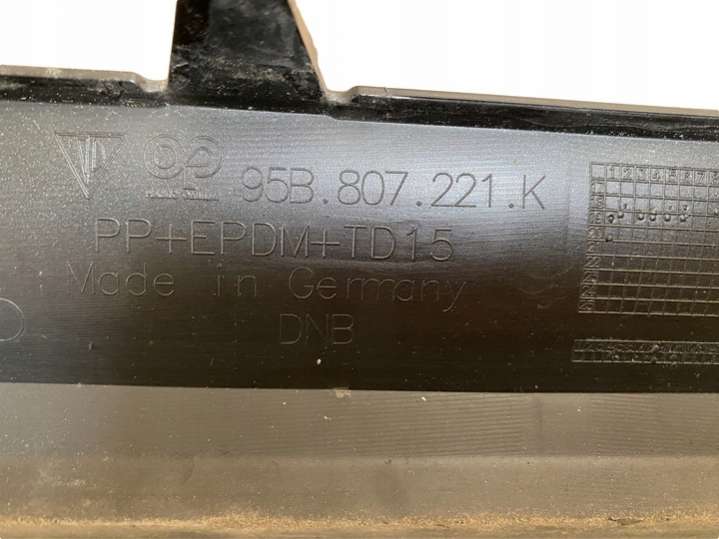 95B.807.221.K
PP+EPDM+TD15
Made in Germany
DNB